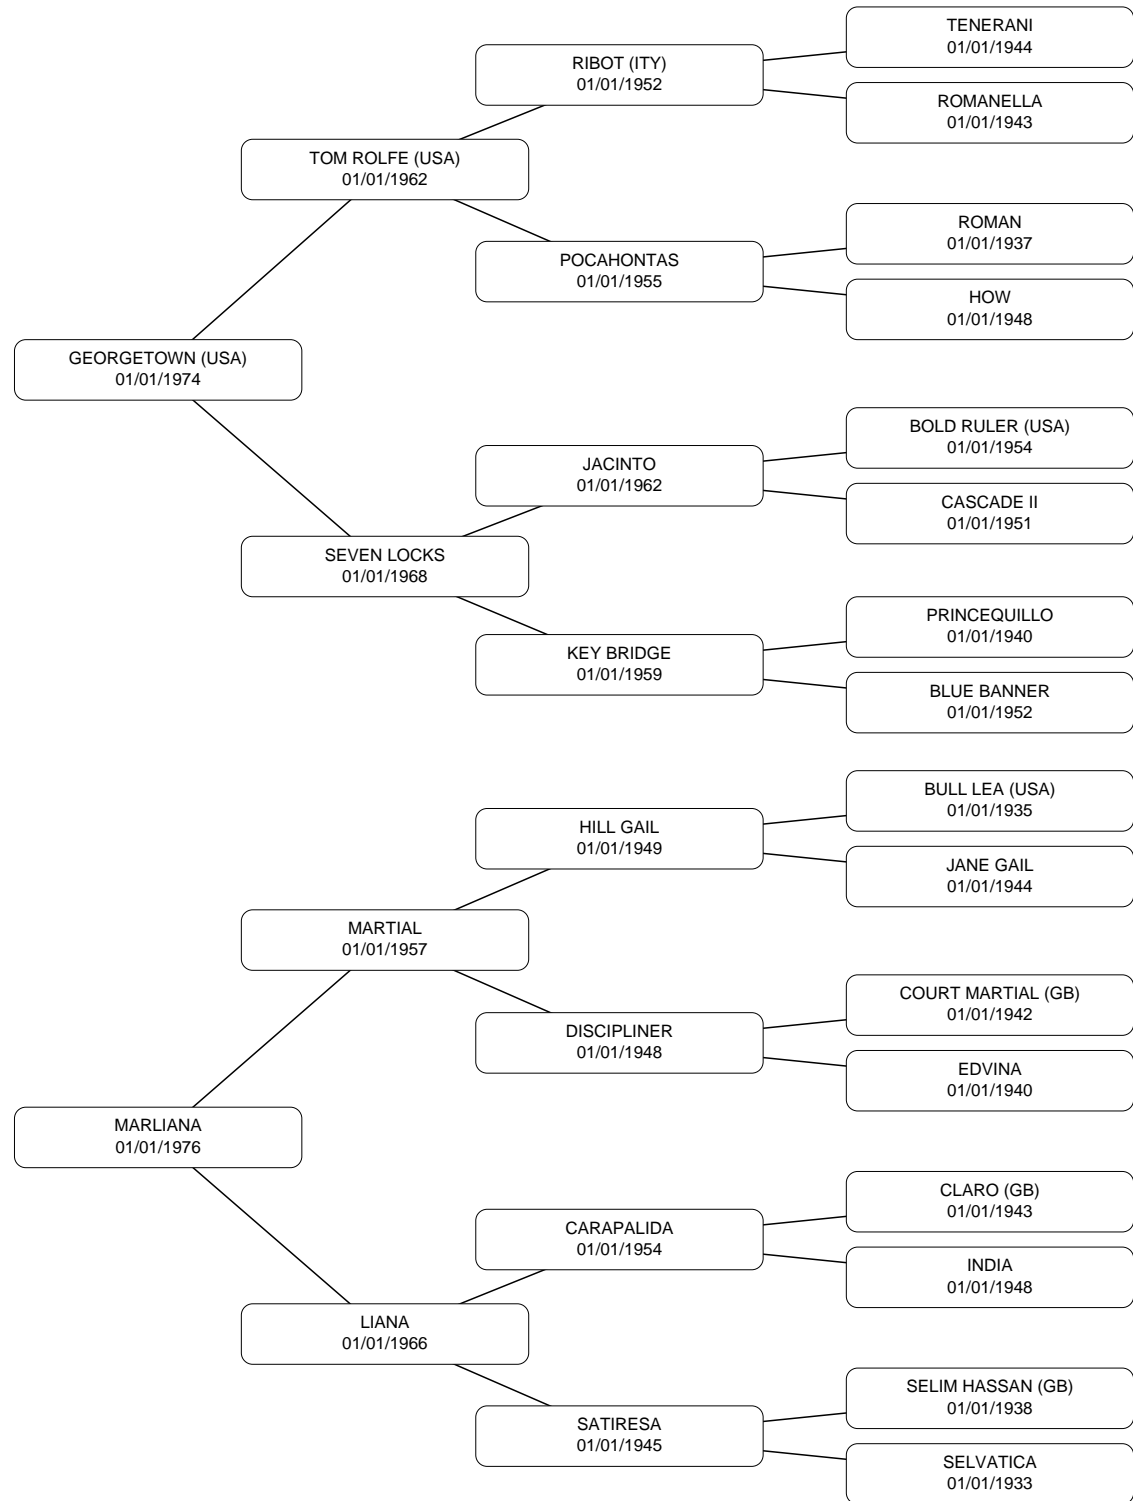 TENERANI
01/01/1944
RIBOT (ITY)
01/01/1952
ROMANELLA
01/01/1943
TOM ROLFE (USA)
01/01/1962
ROMAN
01/01/1937
POCAHONTAS
01/01/1955
HOW
01/01/1948
GEORGETOWN (USA)
01/01/1974
BOLD RULER (USA)
01/01/1954
JACINTO
01/01/1962
CASCADE II
01/01/1951
SEVEN LOCKS
01/01/1968
PRINCEQUILLO
01/01/1940
KEY BRIDGE
01/01/1959
BLUE BANNER
01/01/1952
BULL LEA (USA)
01/01/1935
HILL GAIL
01/01/1949
JANE GAIL
01/01/1944
MARTIAL
01/01/1957
COURT MARTIAL (GB)
01/01/1942
DISCIPLINER
01/01/1948
EDVINA
01/01/1940
MARLIANA
01/01/1976
CLARO (GB)
01/01/1943
CARAPALIDA
01/01/1954
INDIA
01/01/1948
LIANA
01/01/1966
SELIM HASSAN (GB)
01/01/1938
SATIRESA
01/01/1945
SELVATICA
01/01/1933